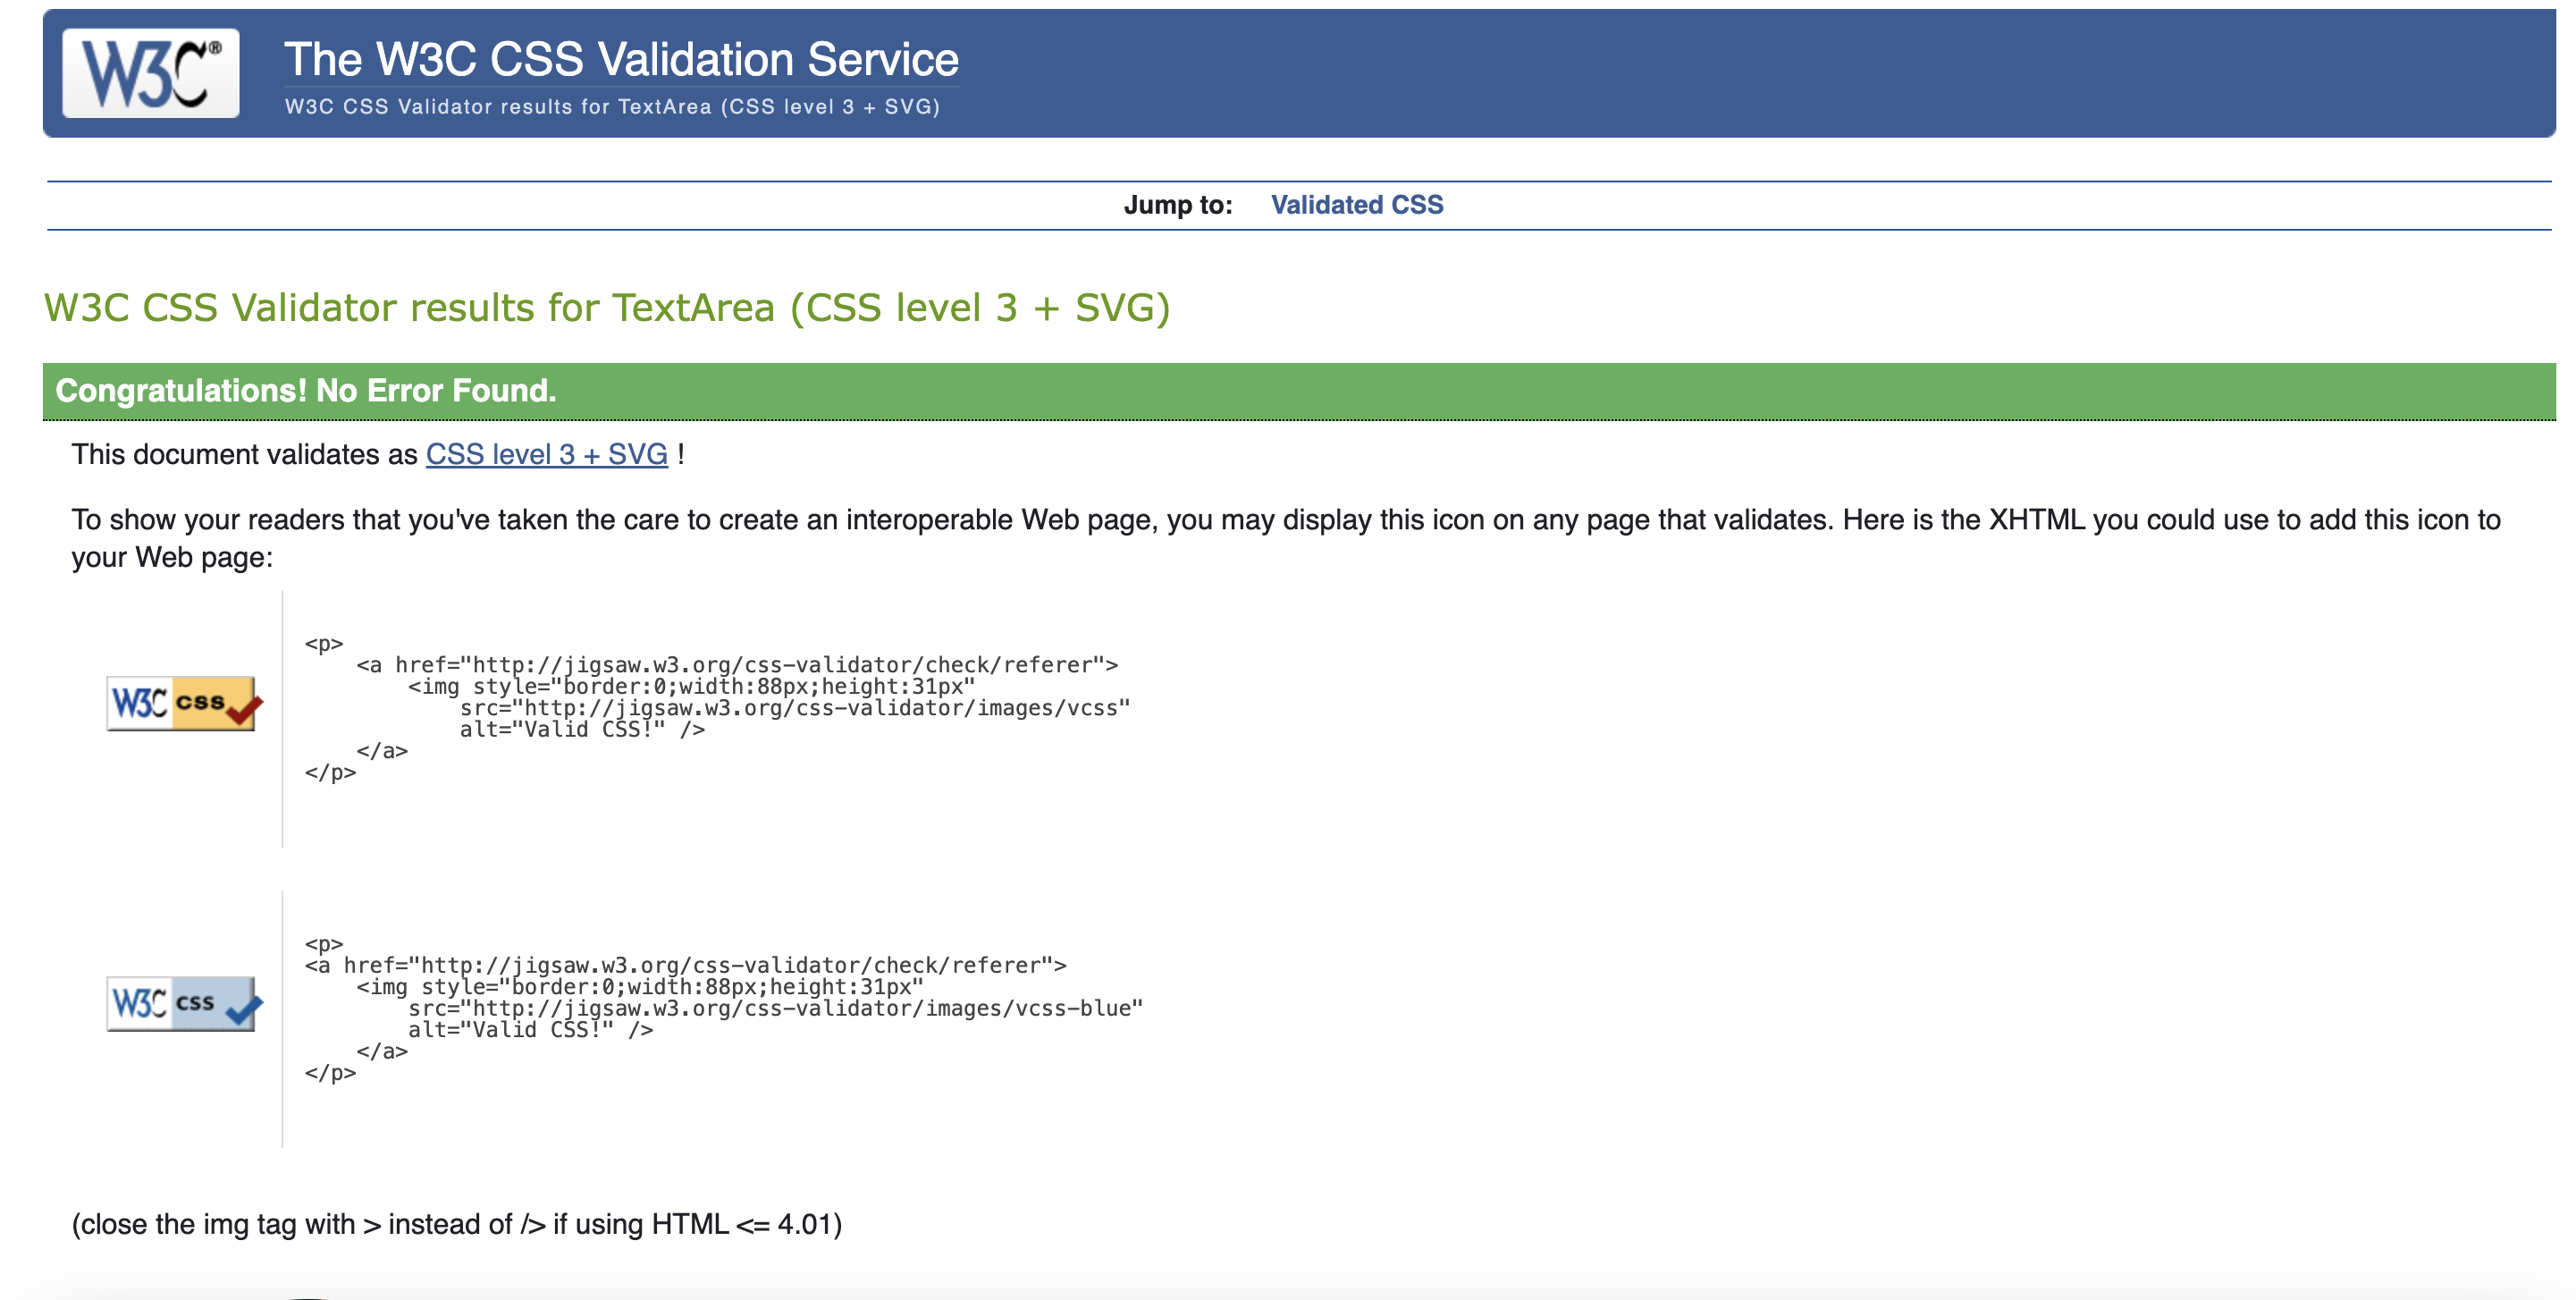 W3C®
The W3C CSS Validation Service
W3C CSS Validator results for TextArea (CSS level 3 + SVG)
Jump to: Validated CSS
W3C CSS Validator results for TextArea (CSS level 3 + SVG)
Congratulations! No Error Found.
This document validates as CSS level 3 + SVG !
To show your readers that you've taken the care to create an interoperable Web page, you may display this icon on any page that validates. Here is the XHTML you could use to add this icon to
your Web page:
W3C css
<p>
    <a href="http://jigsaw.w3.org/css-validator/check/referer">
        <img style="border:0;width:88px;height:31px"
            src="http://jigsaw.w3.org/css-validator/images/vcss"
            alt="Valid CSS!" />
    </a>
</p>
W3C css
<p>
<a href="http://jigsaw.w3.org/css-validator/check/referer">
    <img style="border:0;width:88px;height:31px"
        src="http://jigsaw.w3.org/css-validator/images/vcss-blue"
        alt="Valid CSS!" />
    </a>
</p>
(close the img tag with > instead of /> if using HTML <= 4.01)